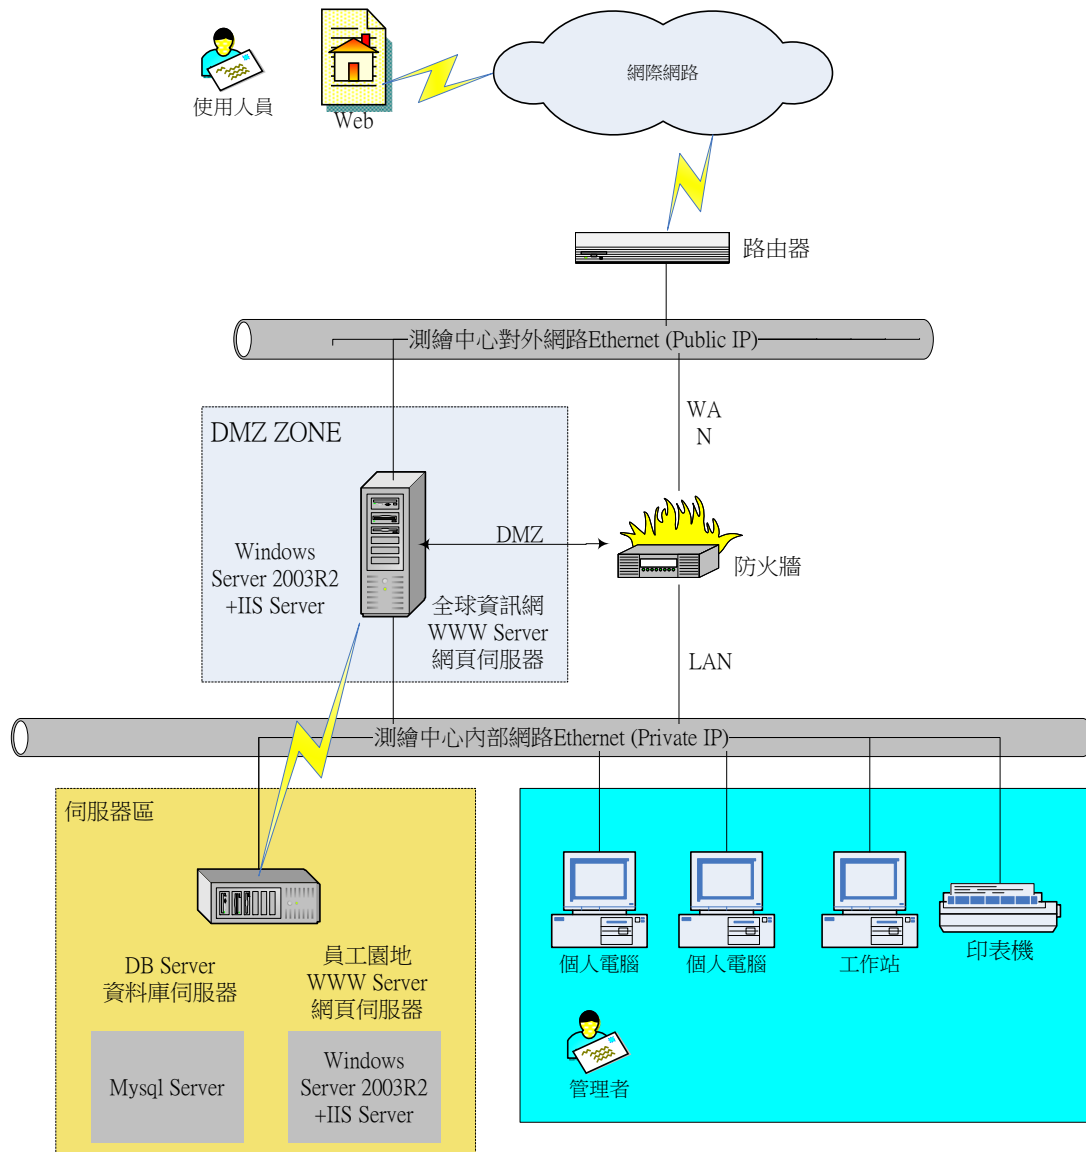 網際網路
使用人員
Web
路由器
測繪中心對外網路Ethernet (Public IP)
WA
N
DMZ ZONE
DMZ
Windows
Server 2003R2
+IIS Server
防火牆
全球資訊網
WWW Server
網頁伺服器
LAN
測繪中心內部網路Ethernet (Private IP)
伺服器區
DB Server
資料庫伺服器
員工園地
WWW Server
網頁伺服器
Mysql Server
Windows
Server 2003R2
+IIS Server
個人電腦
個人電腦
工作站
印表機
管理者